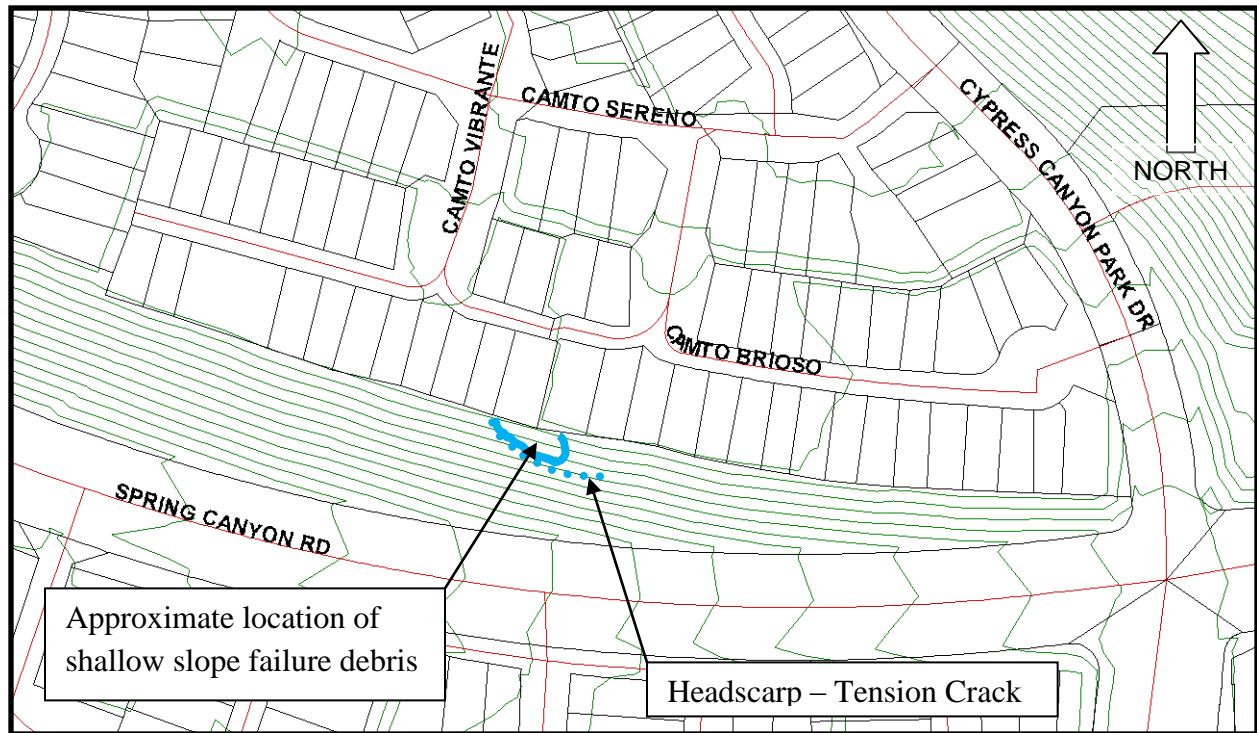 CAMTO VIBRANTE
CAMTO SERENO
CYPRESS CANYON PARK DR
NORTH
CAMTO BRIOSO
SPRING CANYON RD
Approximate location of
shallow slope failure debris
Headscarp – Tension Crack